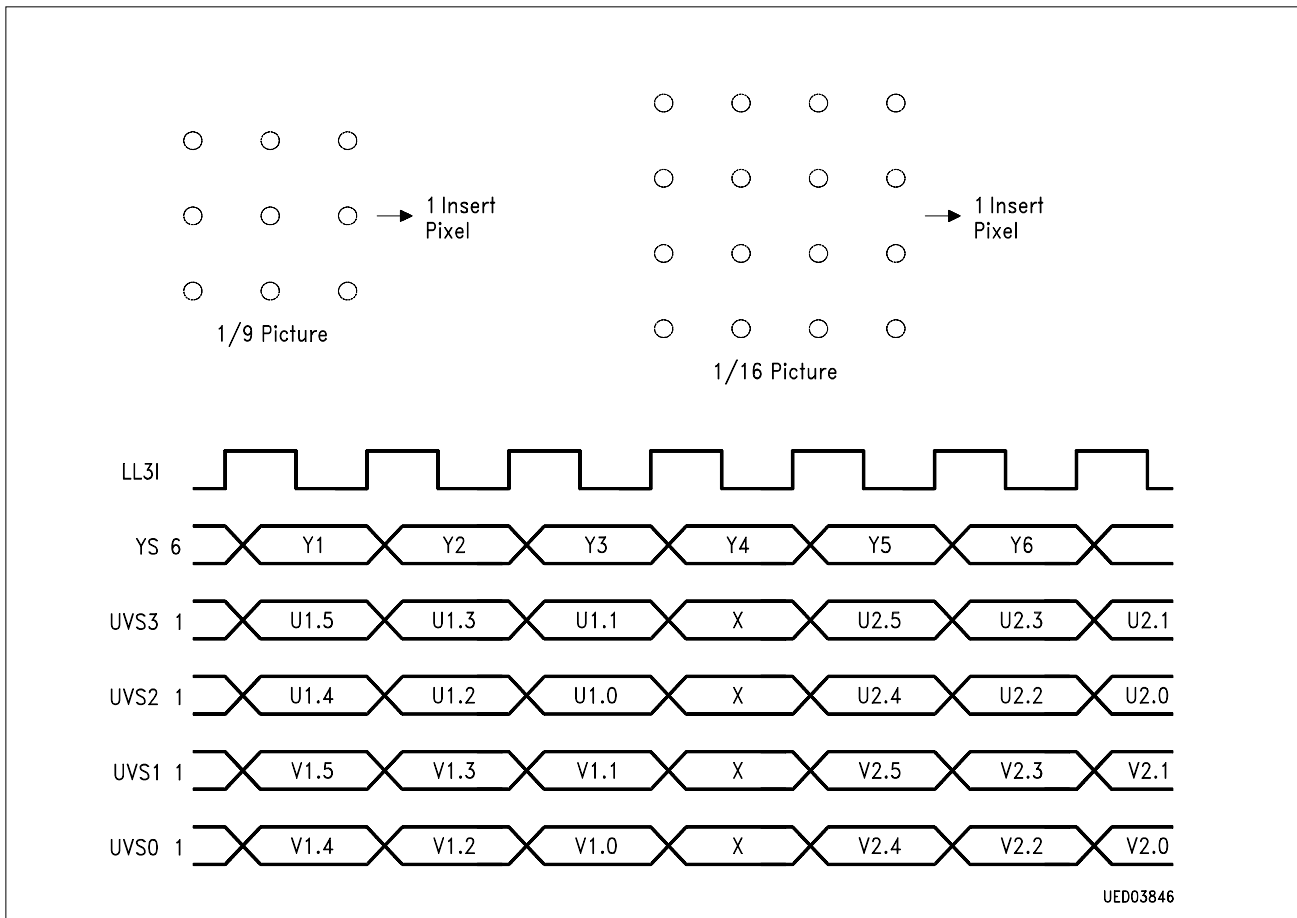 1 Insert
Pixel
1/9 Picture
1 Insert
Pixel
1/16 Picture
LL3I
YS 6 Y1 Y2 Y3 Y4 Y5 Y6
UVS3 1 U1.5 U1.3 U1.1 X U2.5 U2.3 U2.1
UVS2 1 U1.4 U1.2 U1.0 X U2.4 U2.2 U2.0
UVS1 1 V1.5 V1.3 V1.1 X V2.5 V2.3 V2.1
UVS0 1 V1.4 V1.2 V1.0 X V2.4 V2.2 V2.0
UED03846